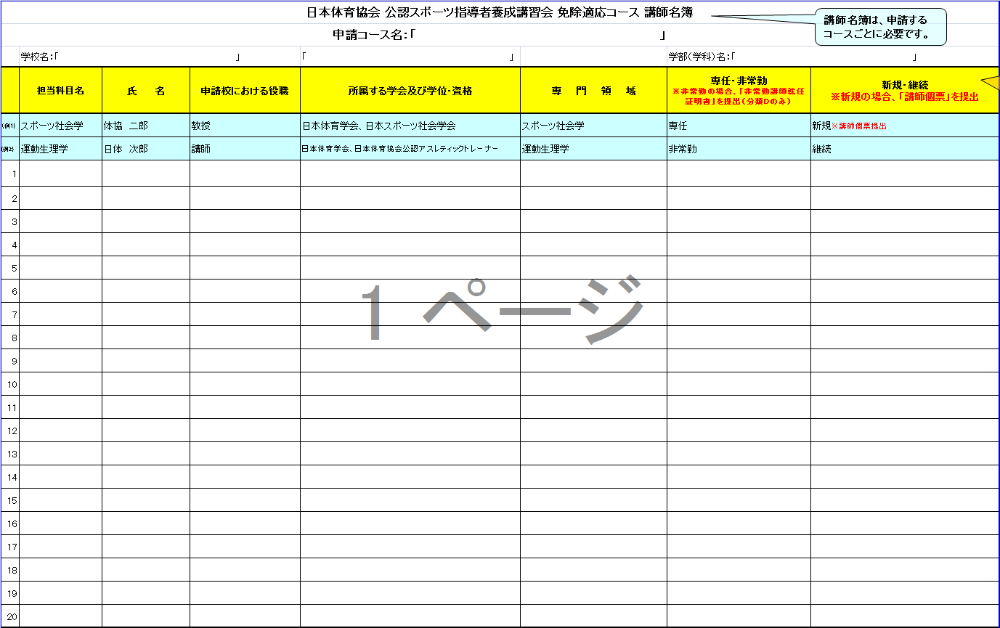 日本体育協会 公認スポーツ指導者養成講習会 免除適応コース 講師名簿
講師名簿は、申請する
コースごとに必要です。
申請コース名：「　　　　」
学校名：「　　　　」 「　　　　」 学部（学科）名：「　　　　」
担当科目名 氏　名 申請校における役職 所属する学会及び学位・資格 専　門　領　域 専任・非常勤 新規・継続
※非常勤の場合、「非常勤講師就任
証明書」を提出（分類Dのみ）
※新規の場合、「講師個票」を提出
(例1) スポーツ社会学 体協　二郎 教授 日本体育学会、日本スポーツ社会学会 スポーツ社会学 専任 新規※講師個票提出
(例2) 運動生理学 日体　次郎 講師 日本体育学会、日本体育協会公認アスレティックトレーナー 運動生理学 非常勤 継続
1
2
3
4
5
6
7
8
9
10
11
12
13
14
15
16
17
18
19
20
1 ページ